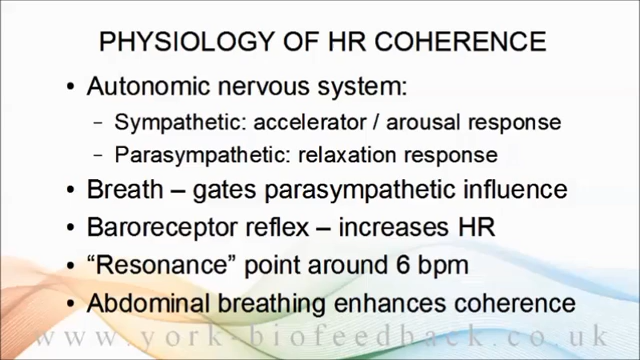 PHYSIOLOGY OF HR COHERENCE
• Autonomic nervous system:
– Sympathetic: accelerator / arousal response
– Parasympathetic: relaxation response
• Breath – gates parasympathetic influence
• Baroreceptor reflex – increases HR
• “Resonance” point around 6 bpm
• Abdominal breathing enhances coherence
www.york-biofeedback.co.uk